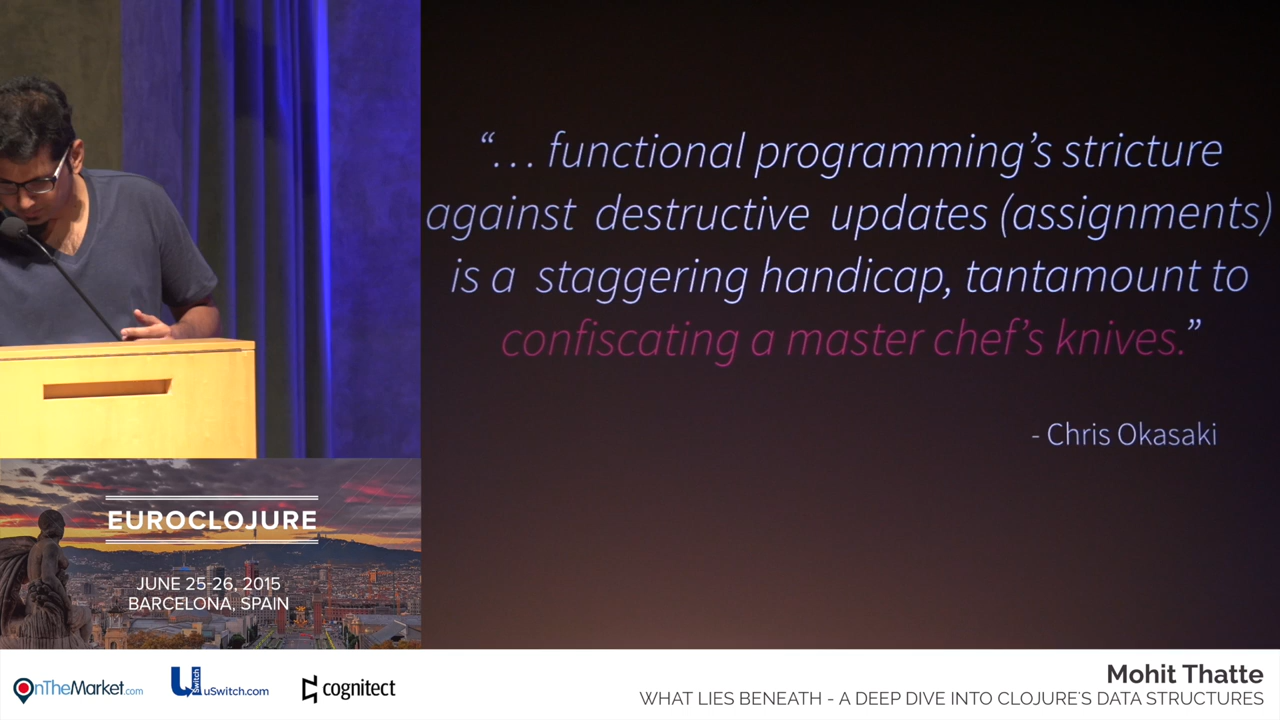 “… functional programming’s stricture
against destructive updates (assignments)
is a staggering handicap, tantamount to
confiscating a master chef’s knives.”
- Chris Okasaki
EUROCLOJURE
JUNE 25-26, 2015
BARCELONA, SPAIN
OnTheMarket.com
U Switch uSwitch.com
cognitect
Mohit Thatte
WHAT LIES BENEATH - A DEEP DIVE INTO CLOJURE'S DATA STRUCTURES